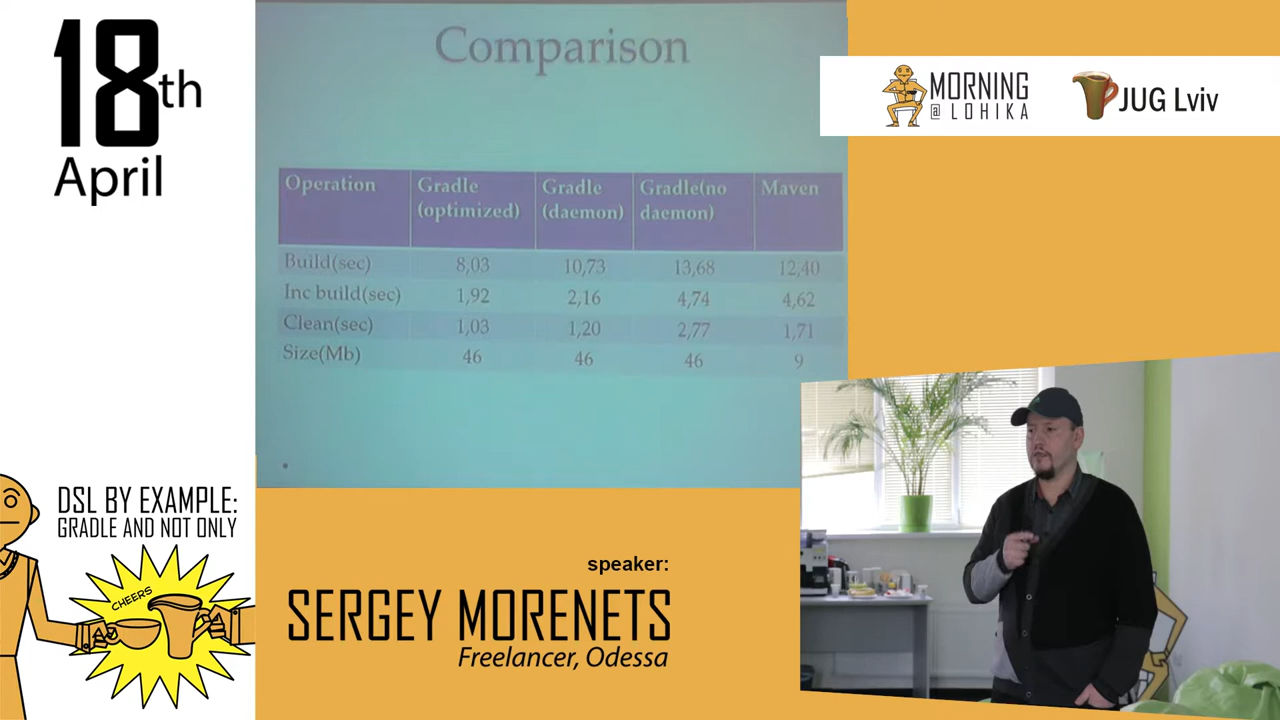 18th
April
Comparison
Operation Gradle (optimized) Gradle (daemon) Gradle(no daemon) Maven
Build(sec) 8,03 10,73 13,68 12,40
Inc build(sec) 1,92 2,16 4,74 4,62
Clean(sec) 1,03 1,20 2,77 1,71
Size(Mb) 46 46 46 9
MORNING
@ LOHIKA
JUG Lviv
DSL BY EXAMPLE:
GRADLE AND NOT ONLY
CHEERS
speaker:
SERGEY MORENETS
Freelancer, Odessa